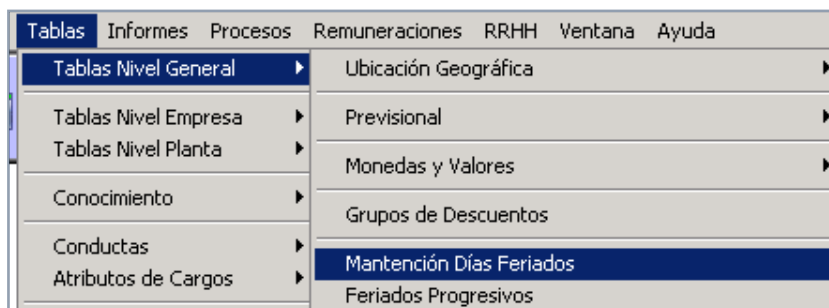 Tablas Informes Procesos Remuneraciones RRHH Ventana Ayuda
Tablas Nivel General
Tablas Nivel Empresa
Tablas Nivel Planta
Conocimiento
Conductas
Atributos de Cargos
Ubicación Geográfica
Previsional
Monedas y Valores
Grupos de Descuentos
Mantención Días Feriados
Feriados Progresivos